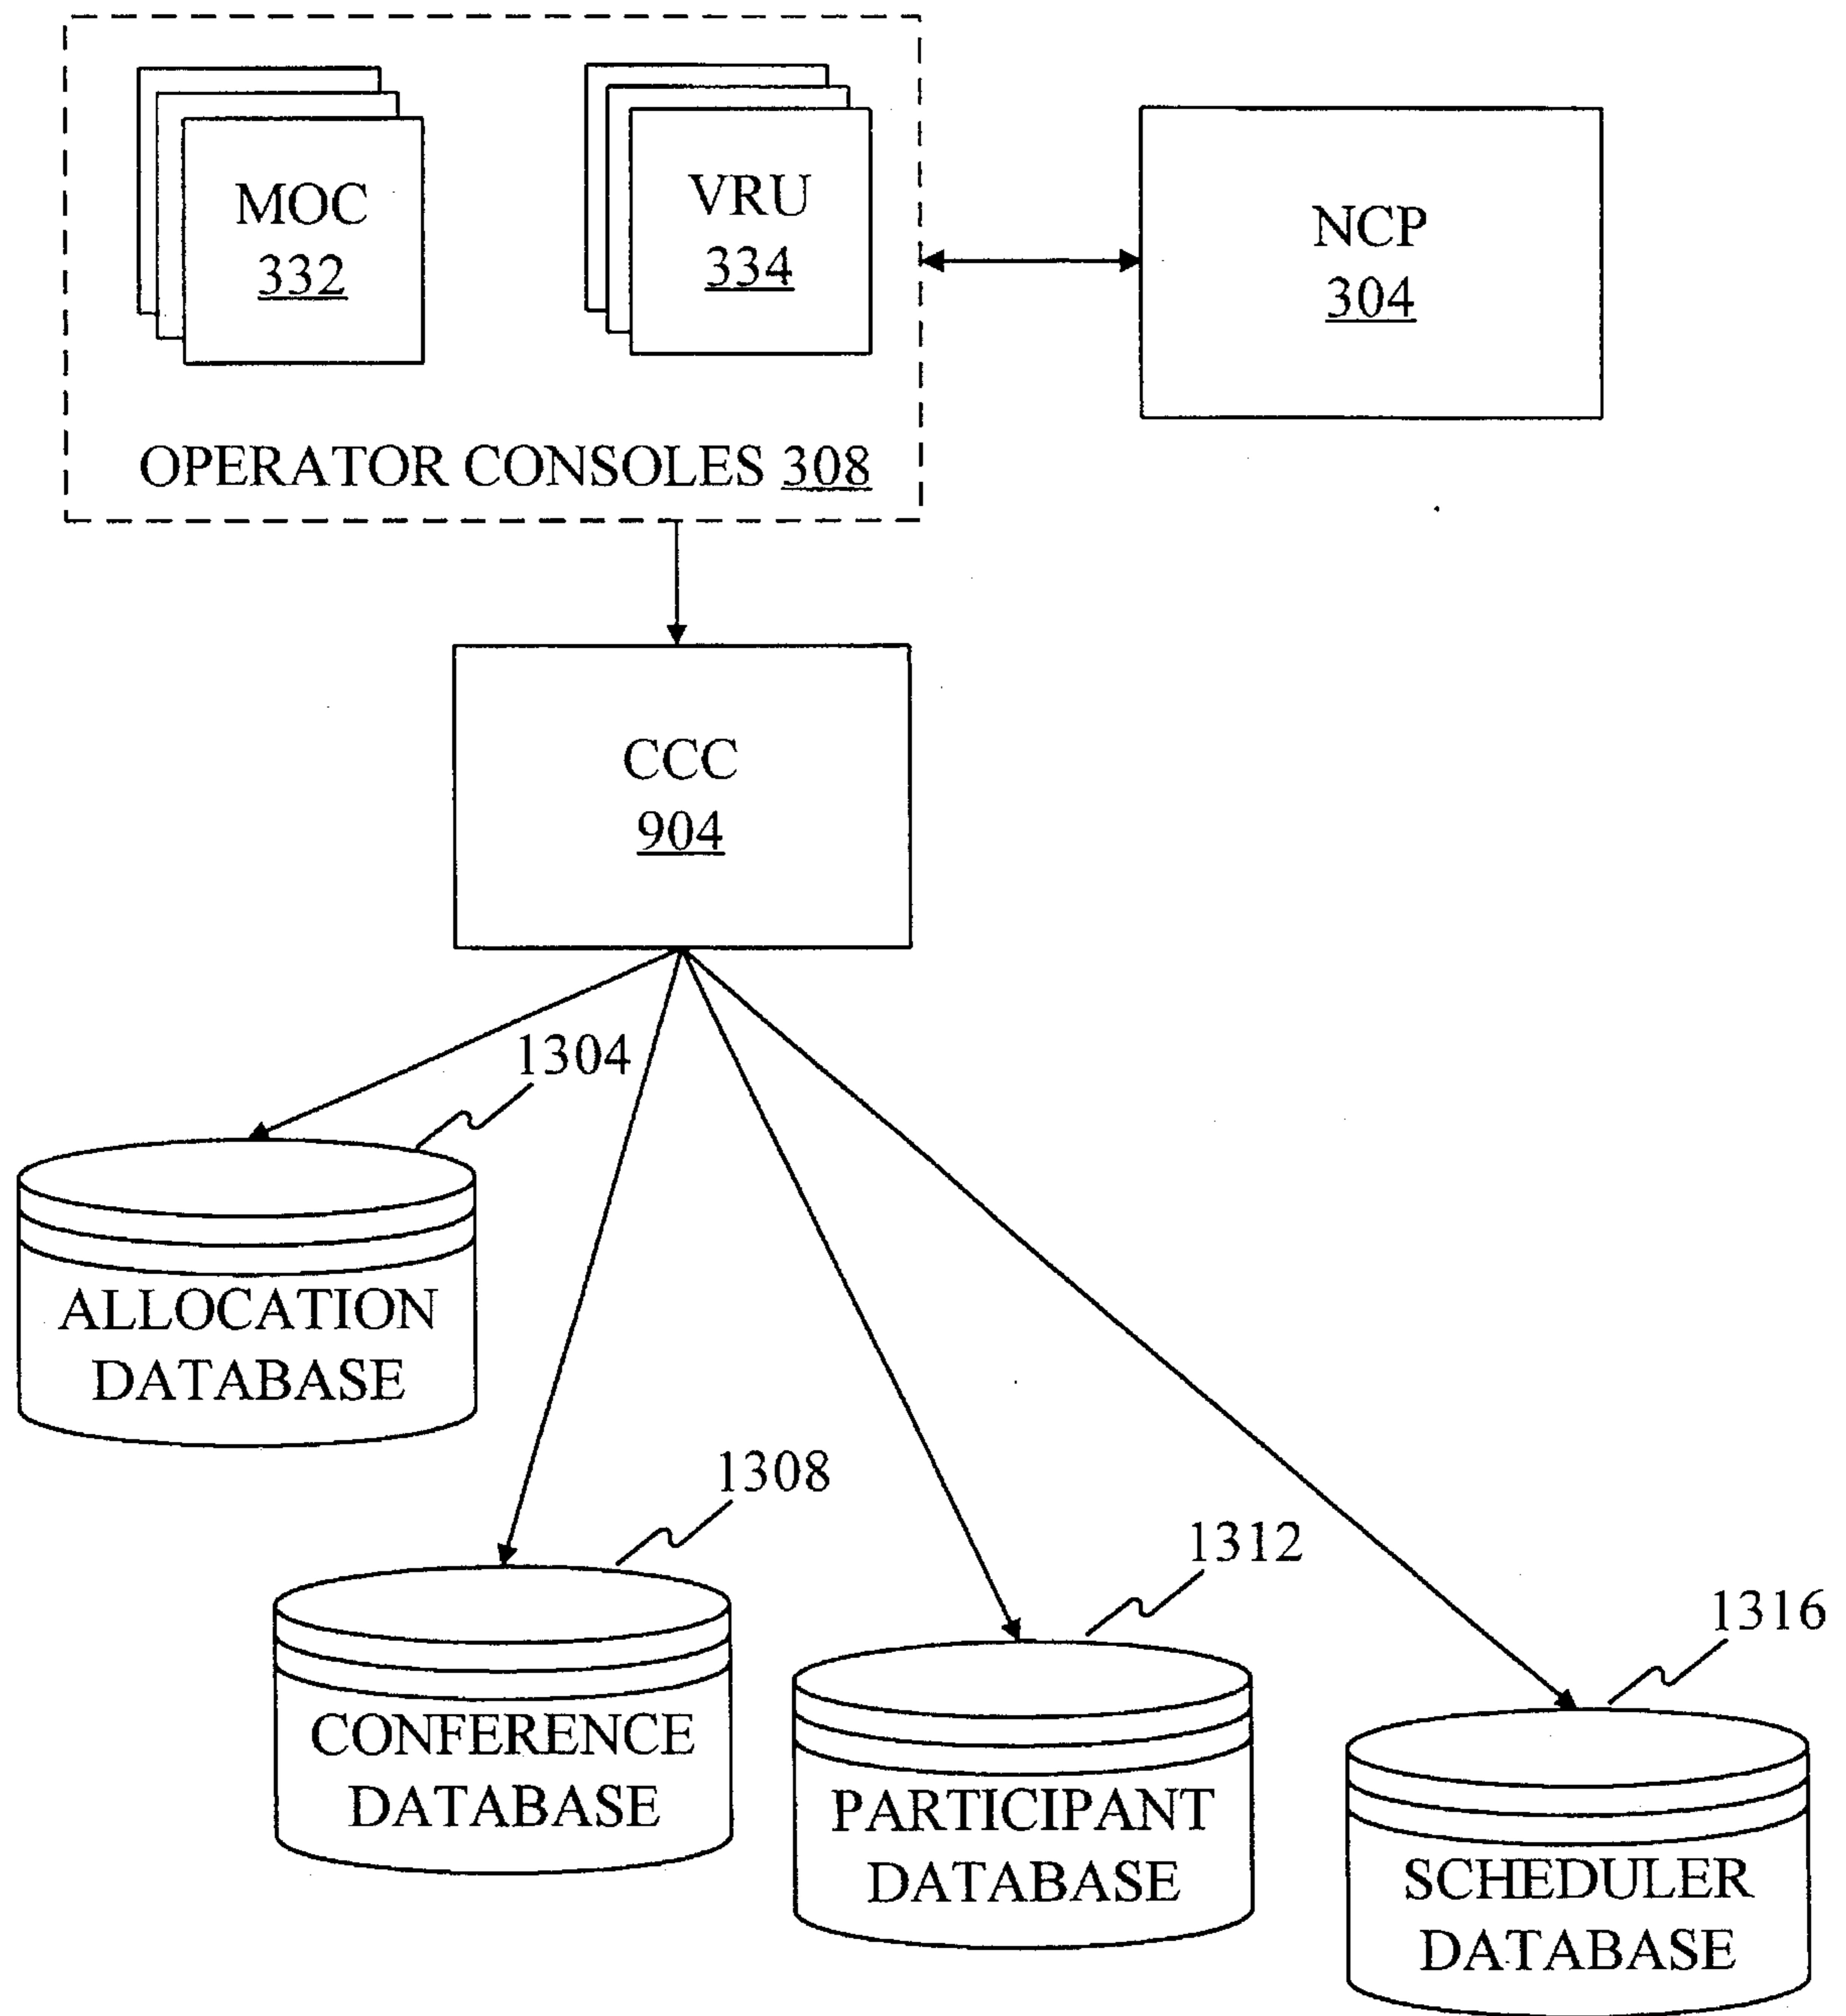 MOC
332
VRU
334
NCP
304
OPERATOR CONSOLES 308
CCC
904
1304
ALLOCATION
DATABASE
1308
CONFERENCE
DATABASE
1312
PARTICIPANT
DATABASE
1316
SCHEDULER
DATABASE